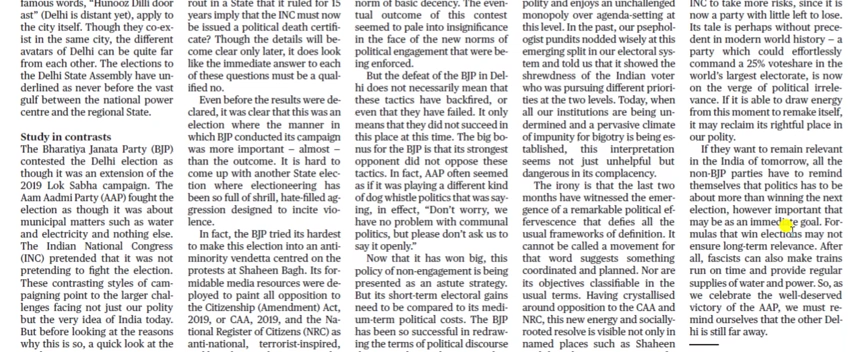 famous words, "Hunooz Dilli door
ast" (Delhi is distant yet), apply to
the city itself. Though they co-ex-
ist in the same city, the different
avatars of Delhi can be quite far
from each other. The elections to
the Delhi State Assembly have un-
derlined as never before the vast
gulf between the national power
centre and the regional State.
Study in contrasts
The Bharatiya Janata Party (BJP)
contested the Delhi election as
though it was an extension of the
2019 Lok Sabha campaign. The
Aam Aadmi Party (AAP) fought the
election as though it was about
municipal matters such as water
and electricity and nothing else.
The Indian National Congress
(INC) pretended that it was not
pretending to fight the election.
These contrasting styles of cam-
paigning point to the larger chal-
lenges facing not just our polity
but the very idea of India today.
But before looking at the reasons
why this is so, a quick look at the
rout in a State that it ruled for 15
years imply that the INC must now
be issued a political death certifi-
cate? Though the details will be-
come clear only later, it does look
like the immediate answer to each
of these questions must be a qual-
ified no.
Even before the results were de-
clared, it was clear that this was an
election where the manner in
which BJP conducted its campaign
was more important – almost –
than the outcome. It is hard to
come up with another State elec-
tion where electioneering has
been so full of shrill, hate-filled ag-
gression designed to incite vio-
lence.
In fact, the BJP tried its hardest
to make this election into an anti-
minority vendetta centred on the
protests at Shaheen Bagh. Its for-
midable media resources were de-
ployed to paint all opposition to
the Citizenship (Amendment) Act,
2019, or CAA, 2019, and the Na-
tional Register of Citizens (NRC) as
anti-national, terrorist-inspired,
norm of basic decency. The even-
tual outcome of this contest
seemed to pale into insignificance
in the face of the new norms of
political engagement that were be-
ing enforced.
But the defeat of the BJP in Del-
hi does not necessarily mean that
these tactics have backfired, or
even that they have failed. It only
means that they did not succeed in
this place at this time. The big bo-
nus for the BJP is that its strongest
opponent did not oppose these
tactics. In fact, AAP often seemed
as if it was playing a different kind
of dog whistle politics that was say-
ing, in effect, "Don't worry, we
have no problem with communal
politics, but please don't ask us to
say it openly."
Now that it has won big, this
policy of non-engagement is being
presented as an astute strategy.
But its short-term electoral gains
need to be compared to its medi-
um-term political costs. The BJP
has been so successful in redraw-
ing the terms of political discourse
polity and enjoys an unchallenged
monopoly over agenda-setting at
this level. In the past, our pseph-
ologist pundits nodded wisely at this
emerging split in our electoral sys-
tem and told us that it showed the
shrewdness of the Indian voter
who was pursuing different priori-
ties at the two levels. Today, when
all our institutions are being un-
dermined and a pervasive climate
of impunity for bigotry is being es-
tablished, this interpretation
seems not just unhelpful but
dangerous in its complacency.
The irony is that the last two
months have witnessed the emer-
gence of a remarkable political ef-
fervescence that defies all the
usual frameworks of definition. It
cannot be called a movement for
that word suggests something
coordinated and planned. Nor are
its objectives classifiable in the
usual terms. Having crystallised
around opposition to the CAA and
NRC, this new energy and socially-
rooted resolve is visible not only in
named places such as Shaheen
INC to take more risks, since it is
now a party with little left to lose.
Its tale is perhaps without prece-
dent in modern world history – a
party which could effortlessly
command a 25% voteshare in the
world's largest electorate, is now
on the verge of political irrele-
vance. If it is able to draw energy
from this moment to remake itself,
it may reclaim its rightful place in
our polity.
If they want to remain relevant
in the India of tomorrow, all the
non-BJP parties have to remind
themselves that politics has to be
about more than winning the next
election, however important that
may be as an immediate goal. For-
mulas that win elections may not
ensure long-term relevance. After
all, fascists can also make trains
run on time and provide regular
supplies of water and power. So, as
we celebrate the well-deserved
victory of the AAP, we must re-
mind ourselves that the other Del-
hi is still far away.